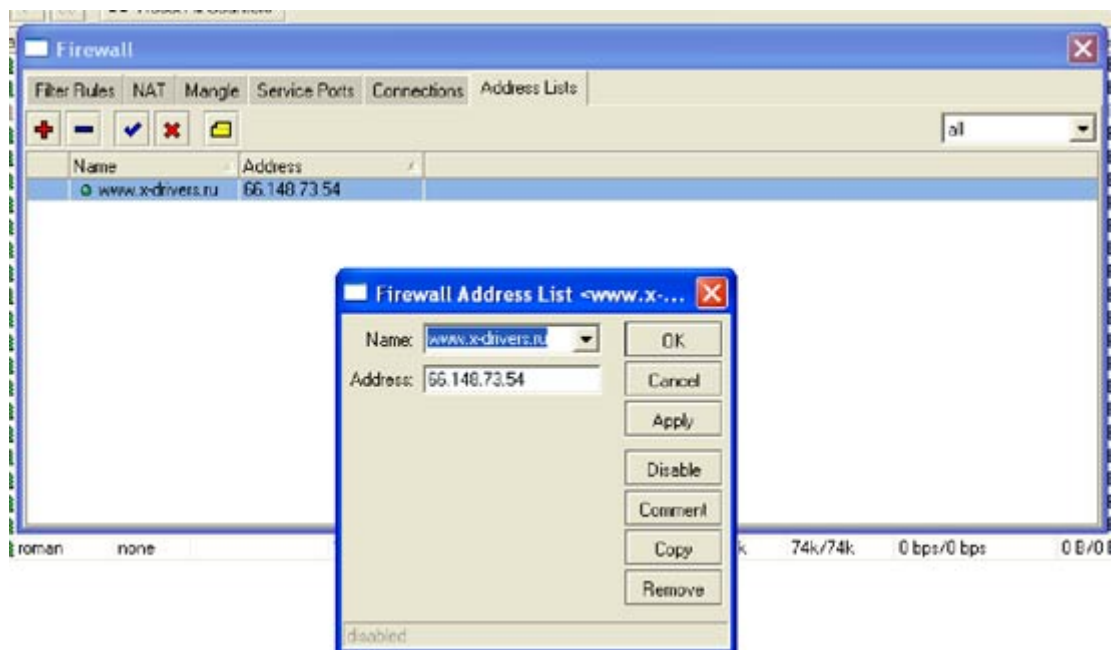 Firewall
Filter Rules NAT Mangle Service Ports Connections Address Lists
all
Name Address
www.x-drivers.ru 66.148.73.54
Firewall Address List <www.x-...
Name: www.x-drivers.ru OK
Address: 66.148.73.54 Cancel
Apply
Disable
Comment
Copy
Remove
roman none 74k/74k 0 bps/0 bps
disabled